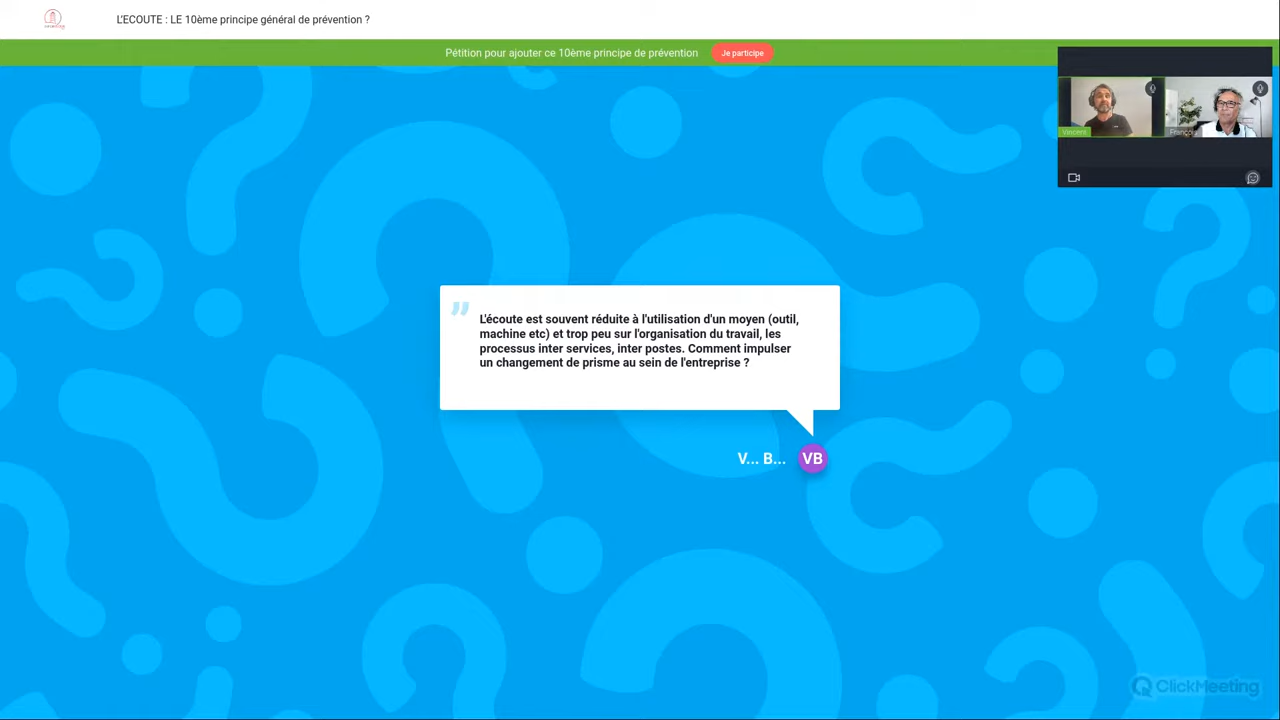 L'ECOUTE : LE 10ème principe général de prévention ?
Pétition pour ajouter ce 10ème principe de prévention
Je participe
Vincent
François
L'écoute est souvent réduite à l'utilisation d'un moyen (outil,
machine etc) et trop peu sur l'organisation du travail, les
processus inter services, inter postes. Comment impulser
un changement de prisme au sein de l'entreprise ?
V... B...
VB
ClickMeeting